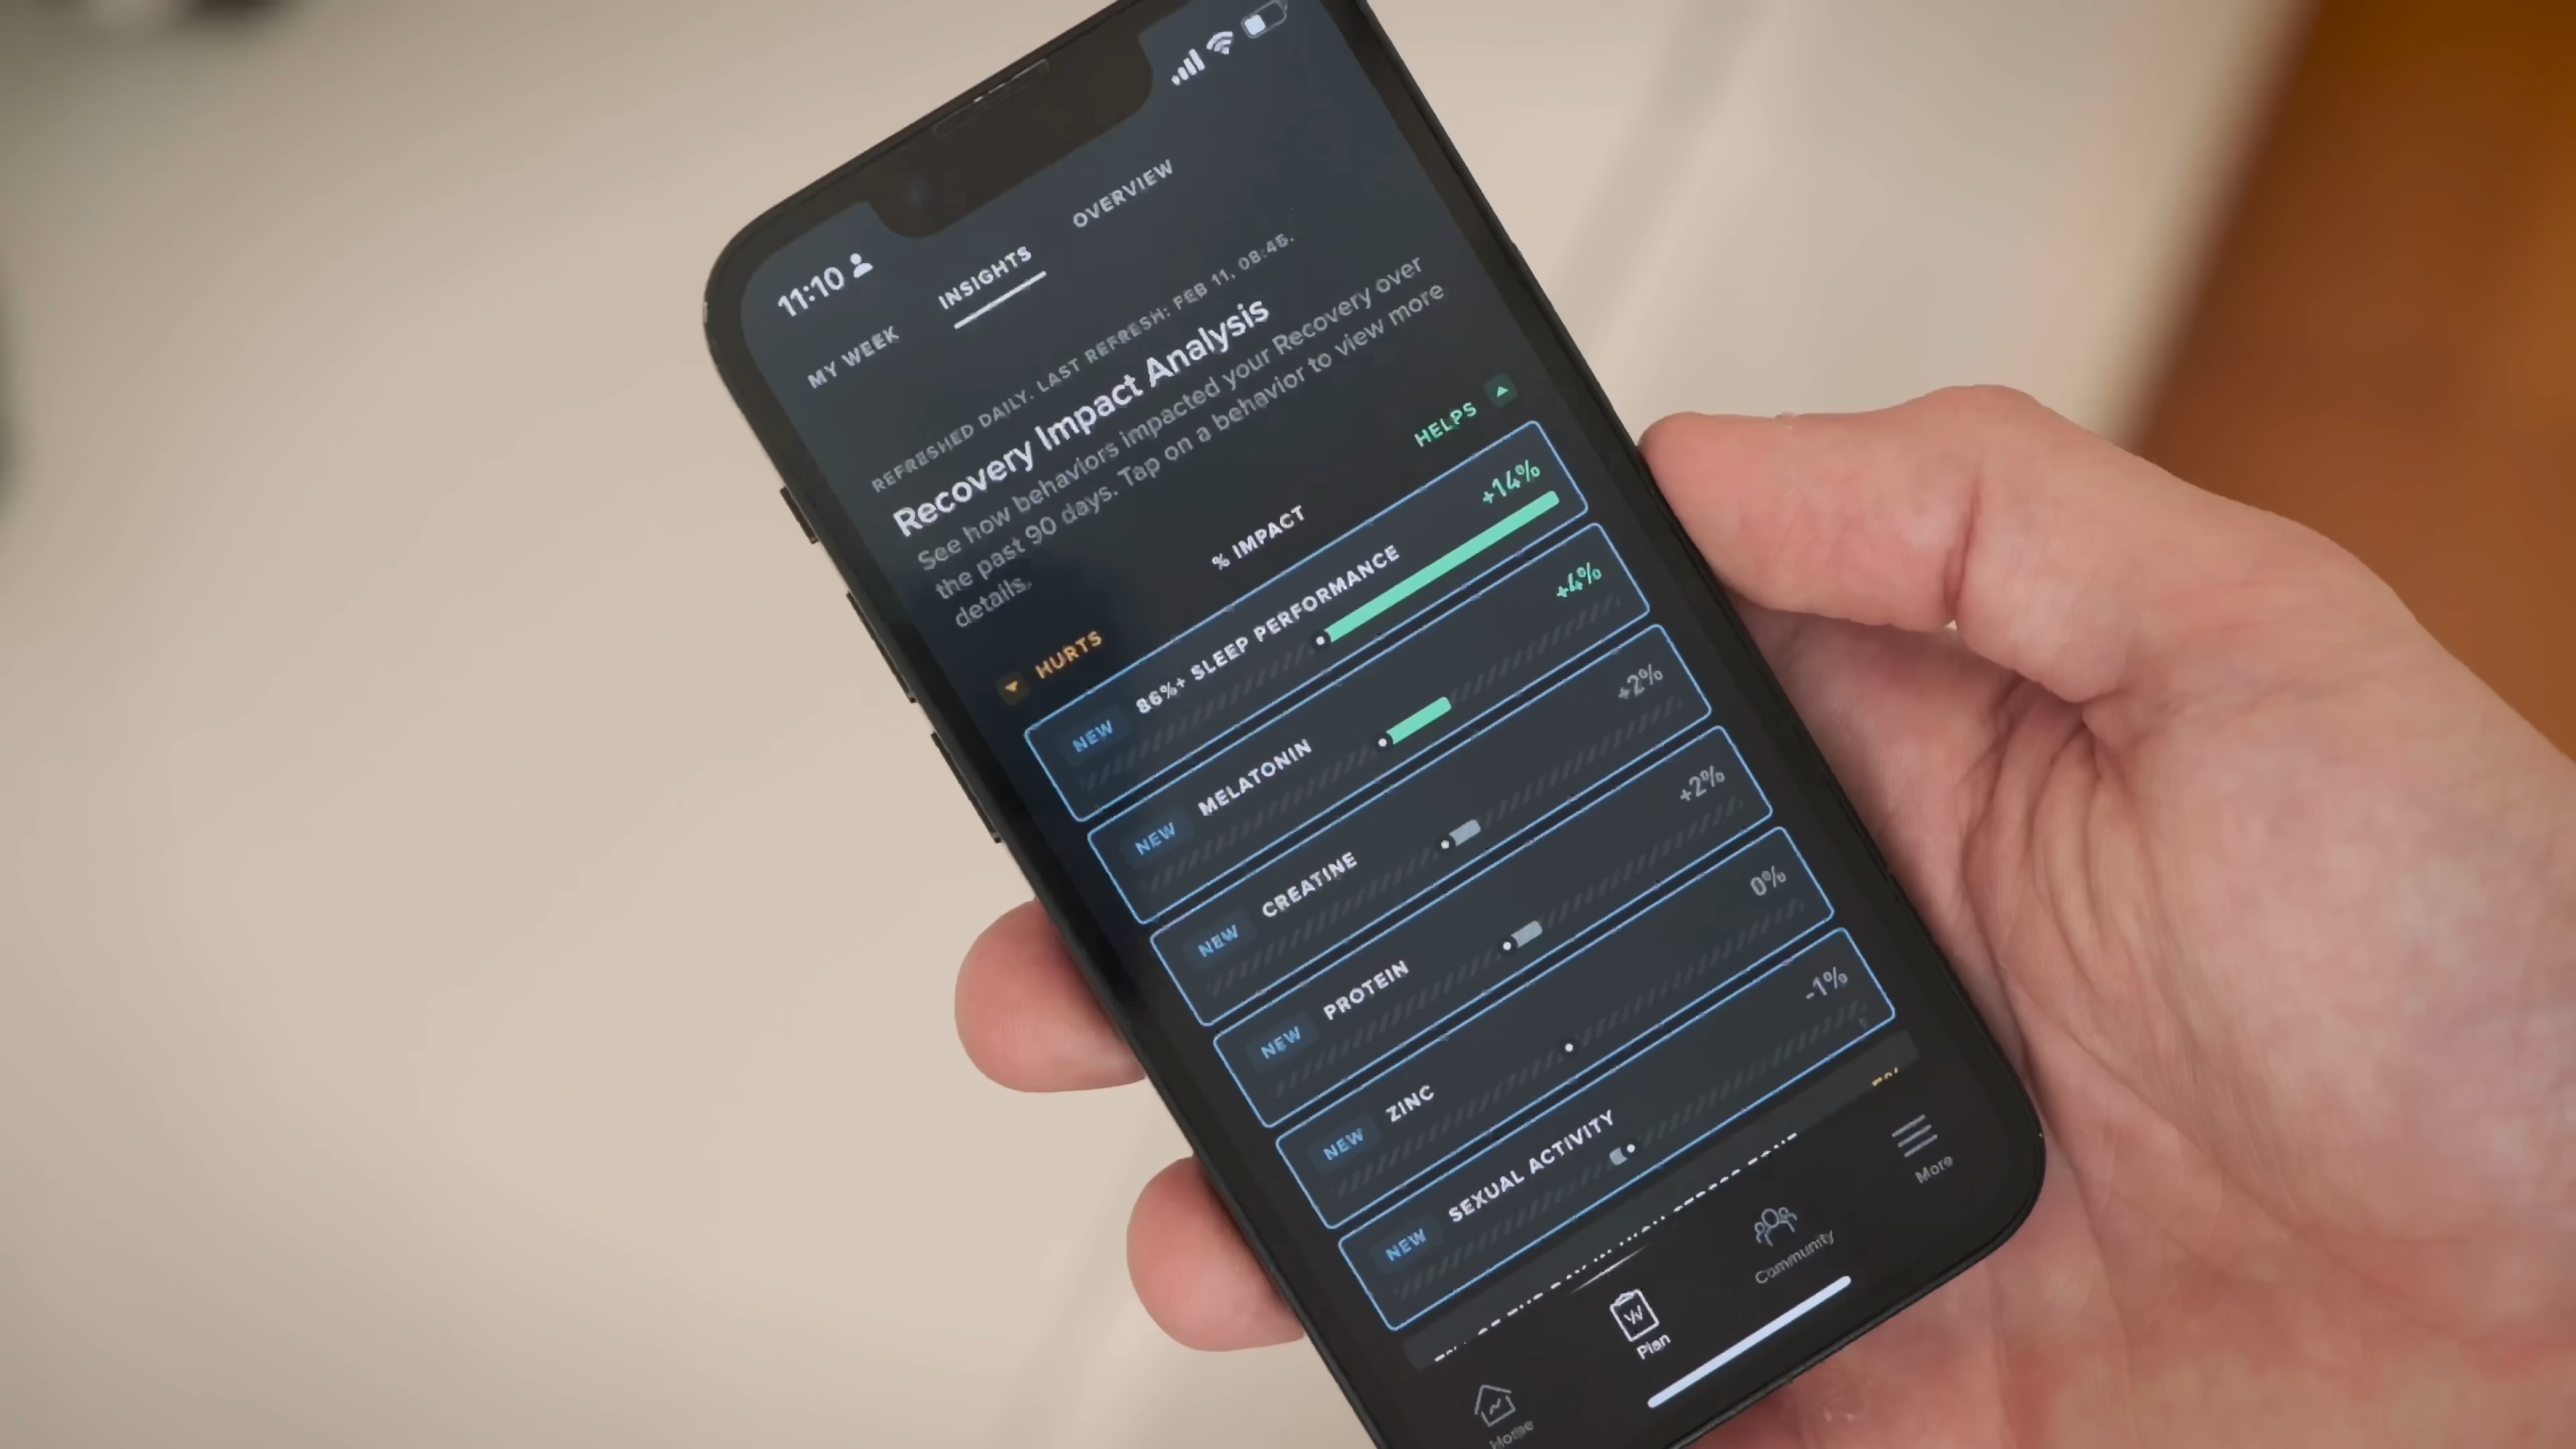 11:10
MY WEEK INSIGHTS OVERVIEW
REFRESHED DAILY. LAST REFRESH: FEB 11, 08:45.
Recovery Impact Analysis
See how behaviors impacted your Recovery over
the past 90 days. Tap on a behavior to view more
details.
HURTS % IMPACT HELPS
NEW 86%+ SLEEP PERFORMANCE +14%
NEW MELATONIN +4%
NEW CREATINE +2%
NEW PROTEIN +2%
NEW ZINC 0%
NEW SEXUAL ACTIVITY -1%
Home Plan Community More